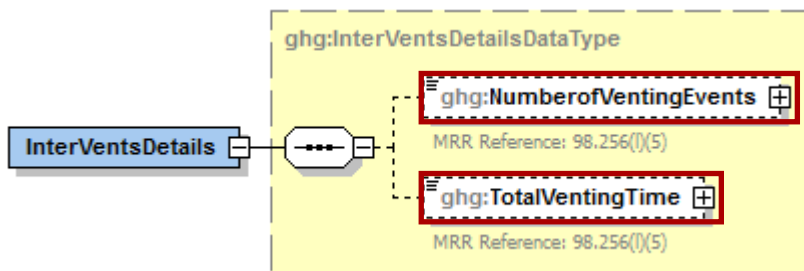 ghg:InterVentsDetailsDataType
ghg:NumberofVentingEvents
MRR Reference: 98.256(l)(5)
InterVentsDetails
ghg:TotalVentingTime
MRR Reference: 98.256(l)(5)